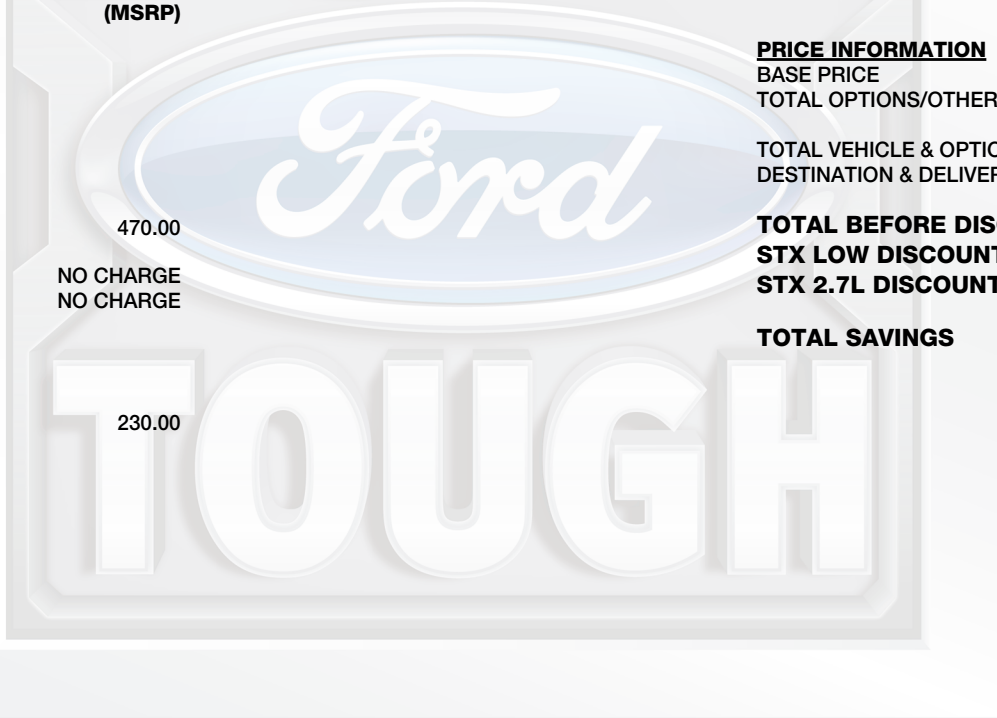 (MSRP)
470.00
NO CHARGE
NO CHARGE
230.00
PRICE INFORMATION
BASE PRICE
TOTAL OPTIONS/OTHER
TOTAL VEHICLE & OPTIO
DESTINATION & DELIVER
TOTAL BEFORE DIS
STX LOW DISCOUNT
STX 2.7L DISCOUNT
TOTAL SAVINGS
Ford
TOUGH